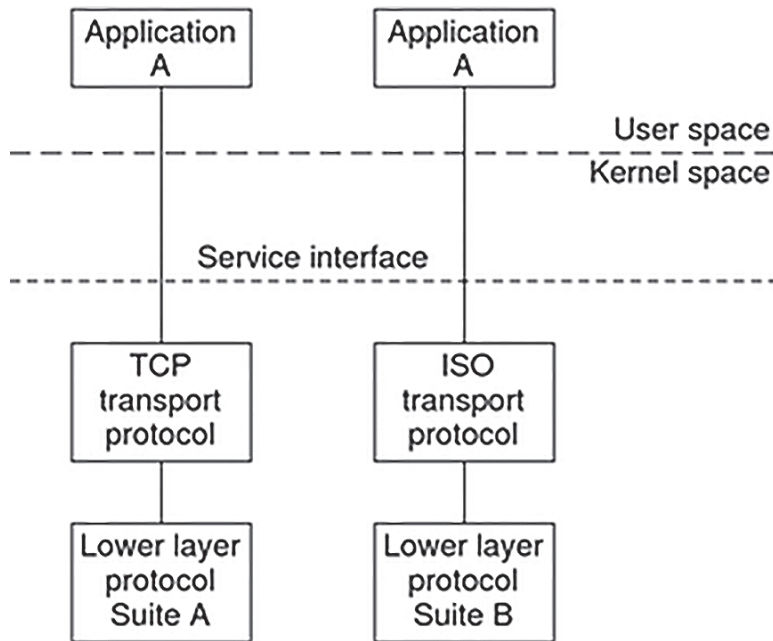 Application
A
Application
A
User space
Kernel space
Service interface
TCP
transport
protocol
ISO
transport
protocol
Lower layer
protocol
Suite A
Lower layer
protocol
Suite B